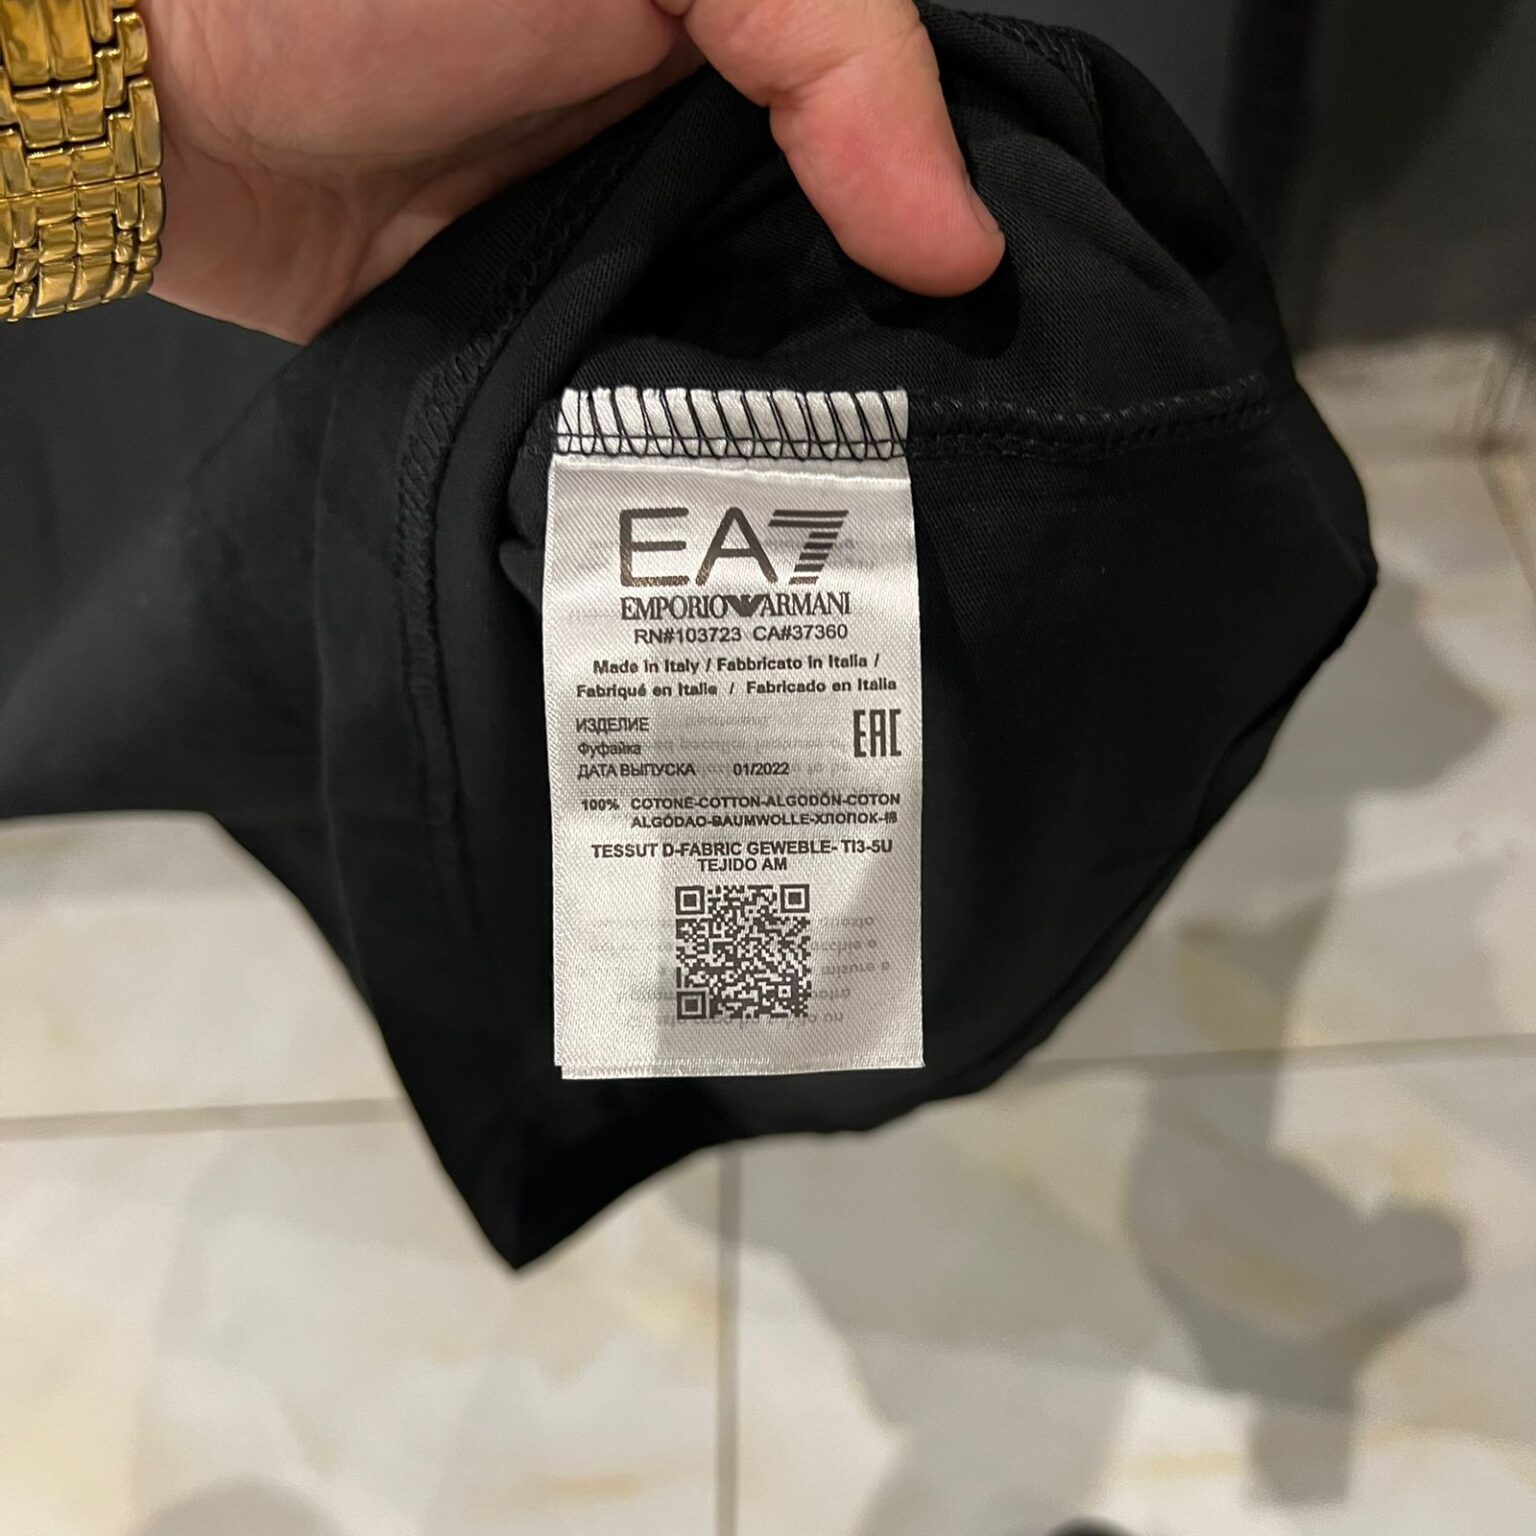 EA7
EMPORIO ARMANI
RN#103723 CA#37360
Made in Italy / Fabbricato in Italia /
Fabriqué en Italie / Fabricado en Italia
ИЗДЕЛИЕ
EAC
Фуфайка
ДАТА ВЫПУСКА 01/2022
100% COTONE-COTTON-ALGODÓN-COTON
ALGÓDAO-BAUMWOLLE-ХЛОПОК-棉
TESSUT D-FABRIC GEWEBLE- TI3-5U
TEJIDO AM